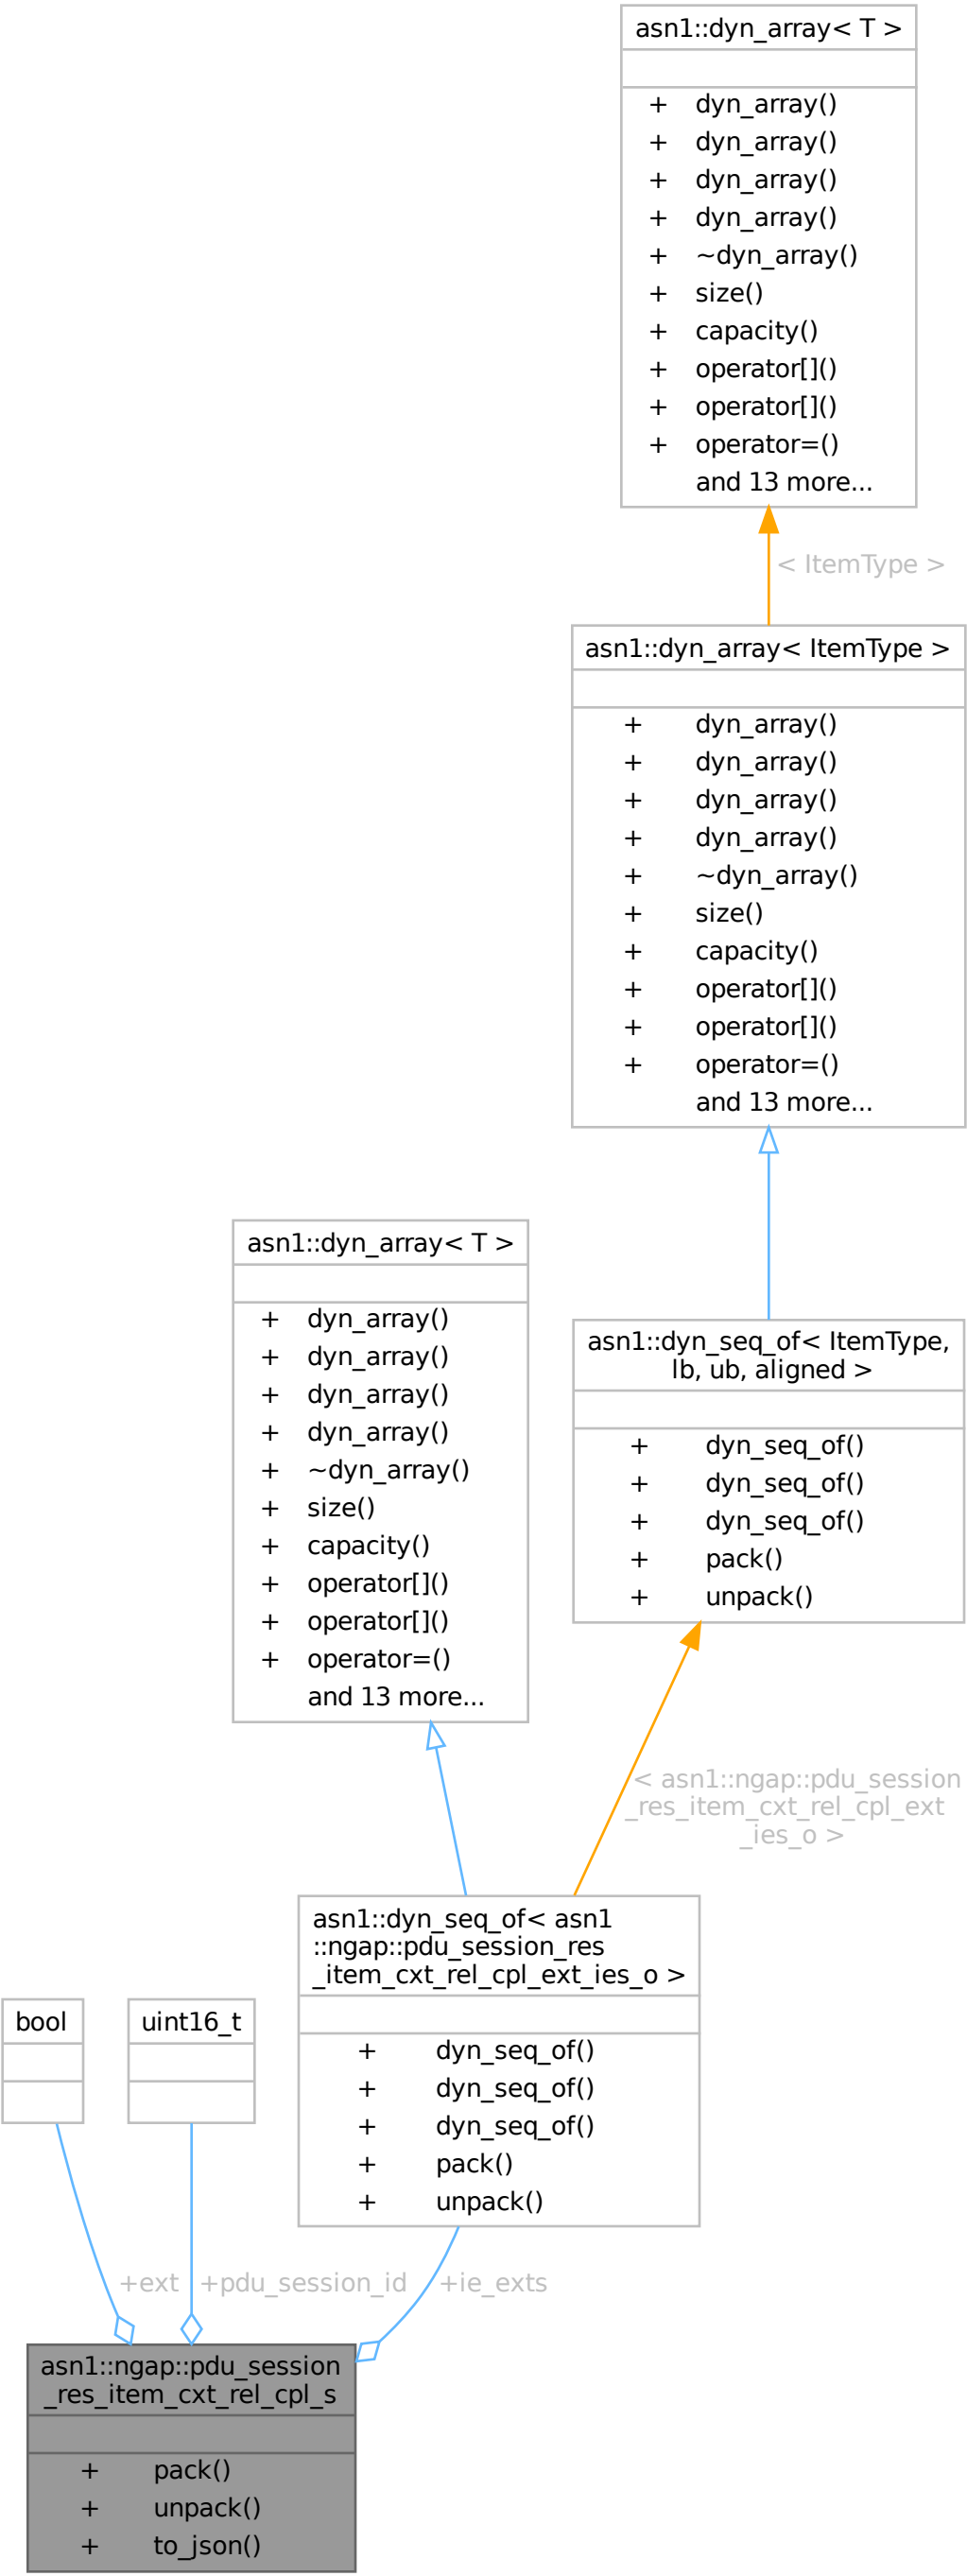 asn1::dyn_array< T >
+ dyn_array()
+ dyn_array()
+ dyn_array()
+ dyn_array()
+ ~dyn_array()
+ size()
+ capacity()
+ operator[]()
+ operator[]()
+ operator=()
and 13 more...
< ItemType >
asn1::dyn_array< ItemType >
+ dyn_array()
+ dyn_array()
+ dyn_array()
+ dyn_array()
+ ~dyn_array()
+ size()
+ capacity()
+ operator[]()
+ operator[]()
+ operator=()
and 13 more...
asn1::dyn_array< T >
+ dyn_array()
+ dyn_array()
+ dyn_array()
+ dyn_array()
+ ~dyn_array()
+ size()
+ capacity()
+ operator[]()
+ operator[]()
+ operator=()
and 13 more...
asn1::dyn_seq_of< ItemType,
lb, ub, aligned >
+ dyn_seq_of()
+ dyn_seq_of()
+ dyn_seq_of()
+ pack()
+ unpack()
< asn1::ngap::pdu_session
_res_item_cxt_rel_cpl_ext
_ies_o >
asn1::dyn_seq_of< asn1
::ngap::pdu_session_res
_item_cxt_rel_cpl_ext_ies_o >
+ dyn_seq_of()
+ dyn_seq_of()
+ dyn_seq_of()
+ pack()
+ unpack()
bool
uint16_t
+ext
+pdu_session_id
+ie_exts
asn1::ngap::pdu_session
_res_item_cxt_rel_cpl_s
+ pack()
+ unpack()
+ to_json()